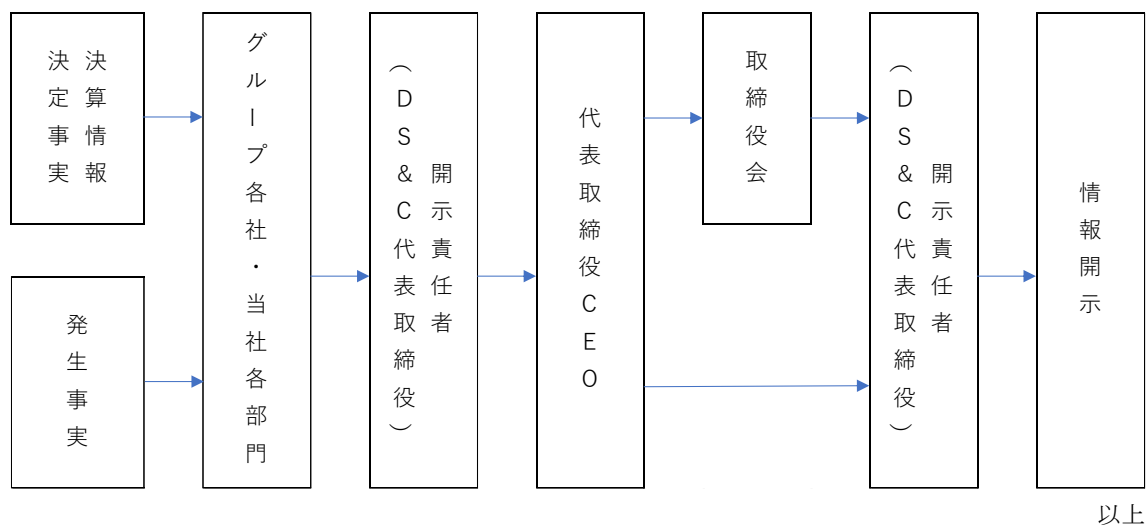 決算情報
決定事実
発生事実
グループ各社・当社各部門
開示責任者
（DS&C代表取締役）
代表取締役CEO
取締役会
開示責任者
（DS&C代表取締役）
情報開示
以上